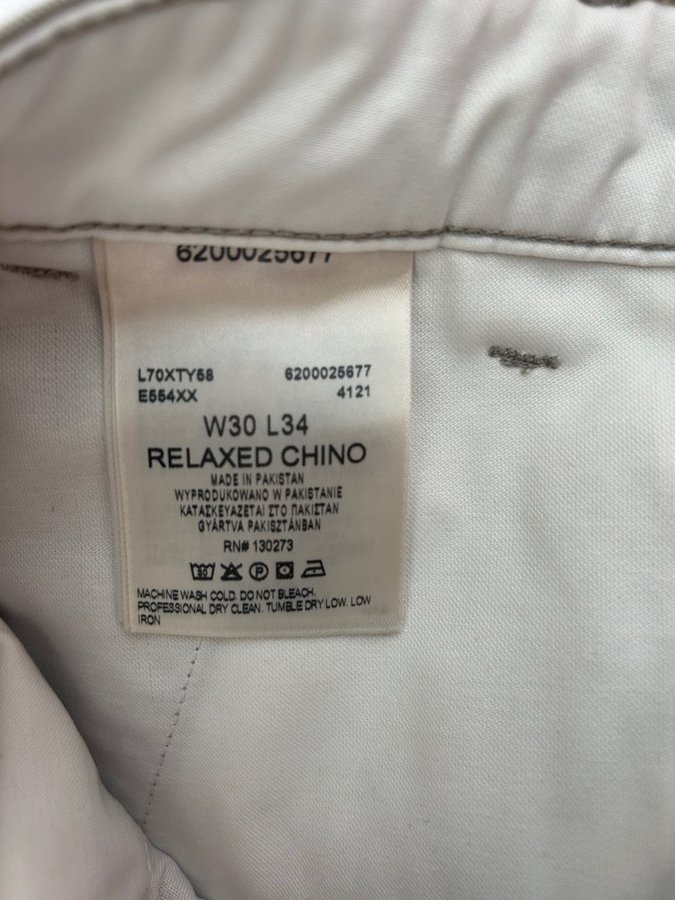 6200025677
L70XTY58 6200025677
E554XX 4121
W30 L34
RELAXED CHINO
MADE IN PAKISTAN
WYPRODUKOWANO W PAKISTANIE
ΚΑΤΑΣΚΕΥΑΖΕΤΑΙ ΣΤΟ ΠΑΚΙΣΤΑΝ
GYÁRTVA PAKISZTÁNBAN
RN# 130273
30 P
MACHINE WASH COLD. DO NOT BLEACH.
PROFESSIONAL DRY CLEAN. TUMBLE DRY LOW. LOW
IRON